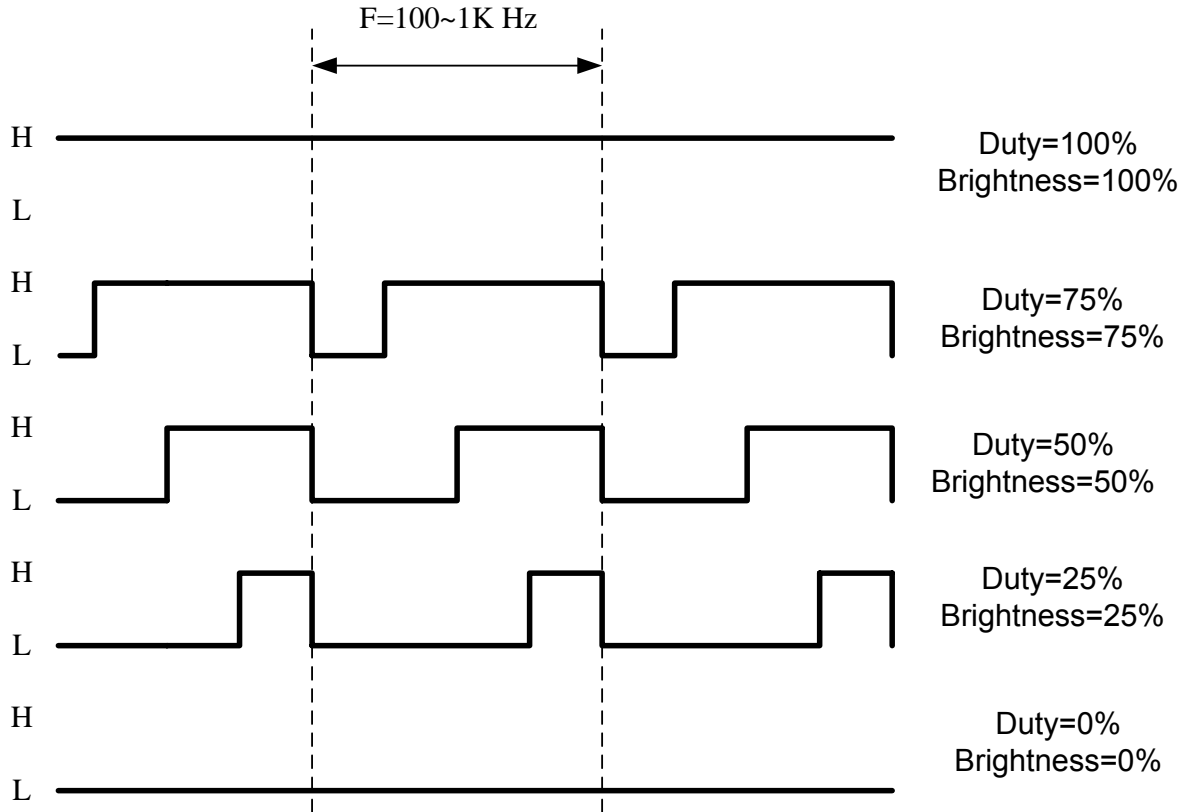 F=100~1K Hz
H
Duty=100%
Brightness=100%
L
H
Duty=75%
Brightness=75%
L
H
Duty=50%
Brightness=50%
L
H
Duty=25%
Brightness=25%
L
H
Duty=0%
Brightness=0%
L